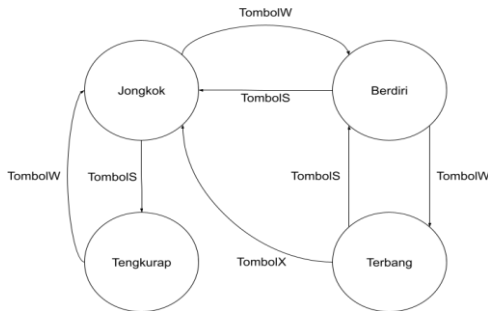 TombolW
Jongkok
Berdiri
TombolS
TombolW
TombolS
TombolS
TombolW
Tengkurap
TombolX
Terbang